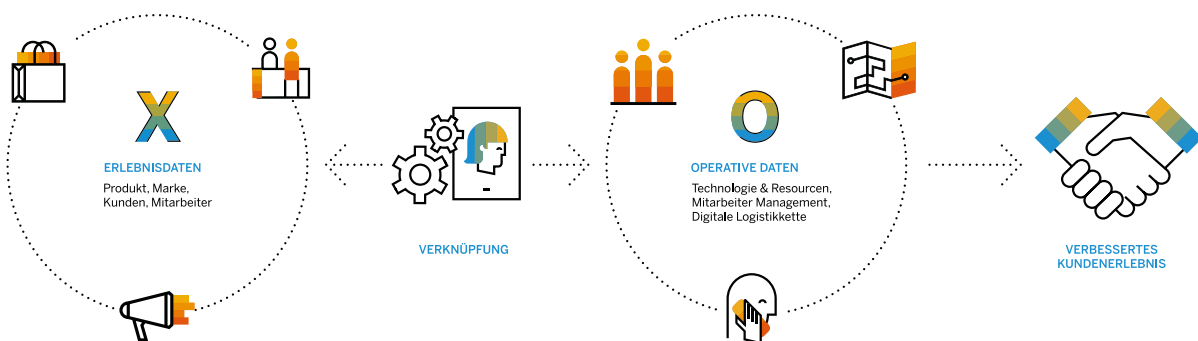 X
ERLEBNISDATEN
Produkt, Marke,
Kunden, Mitarbeiter
VERKNÜPFUNG
O
OPERATIVE DATEN
Technologie & Resourcen,
Mitarbeiter Management,
Digitale Logistikkette
VERBESSERTES
KUNDENERLEBNIS